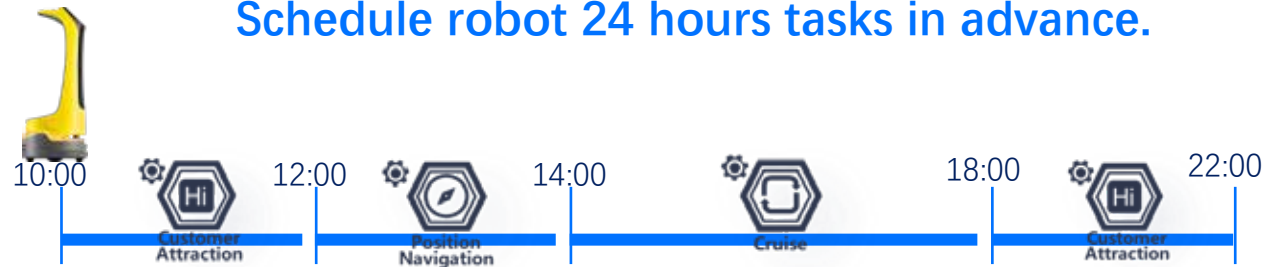 Schedule robot 24 hours tasks in advance.
10:00
Hi
Customer
Attraction
12:00
Position
Navigation
14:00
Cruise
18:00
Hi
Customer
Attraction
22:00